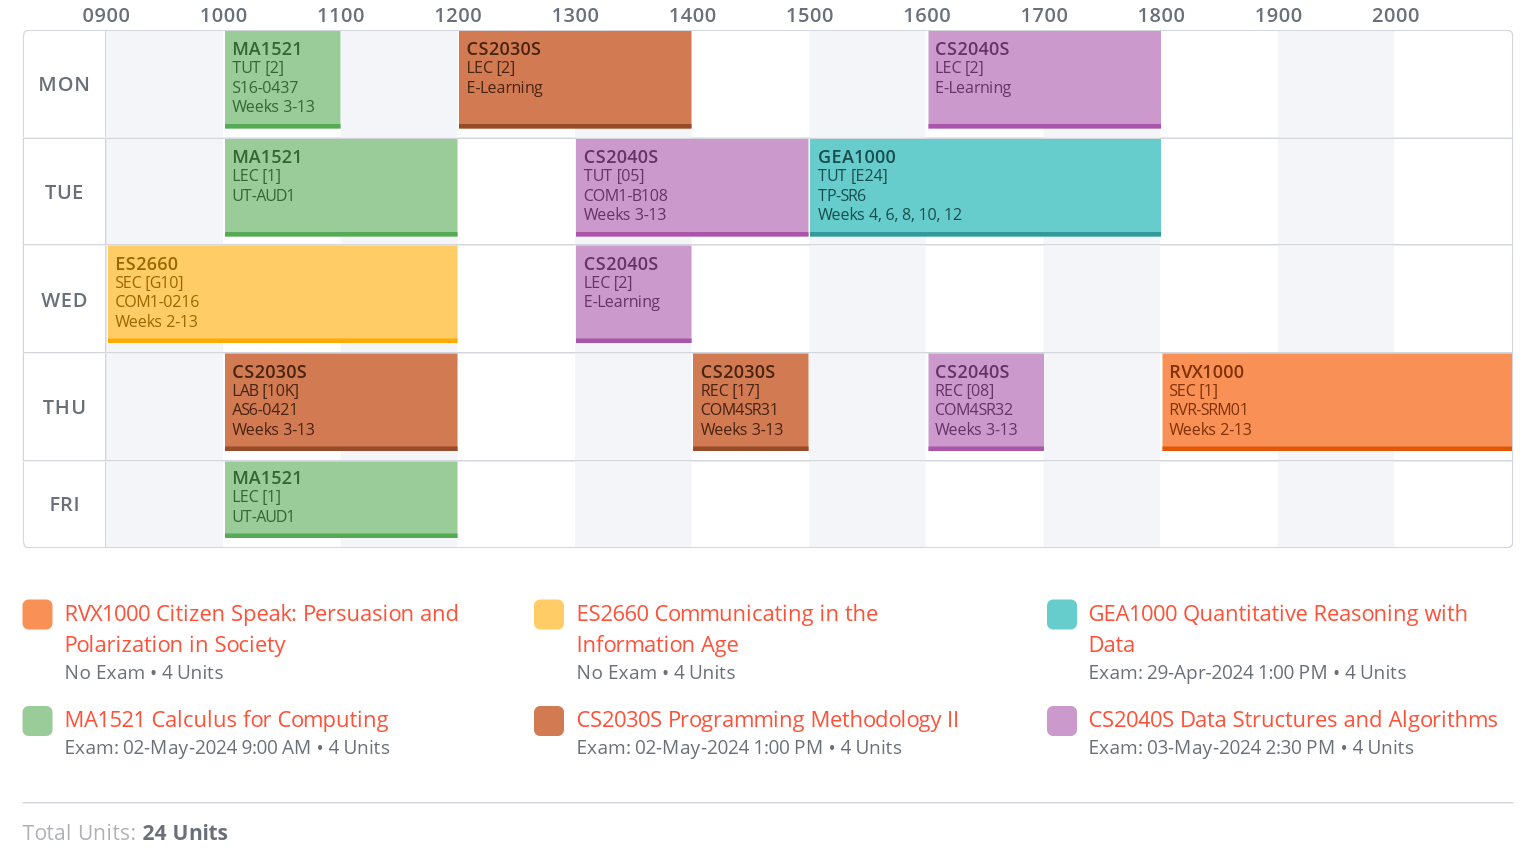 0900 1000 1100 1200 1300 1400 1500 1600 1700 1800 1900 2000
MON
MA1521
TUT [2]
S16-0437
Weeks 3-13
CS2030S
LEC [2]
E-Learning
CS2040S
LEC [2]
E-Learning
TUE
MA1521
LEC [1]
UT-AUD1
CS2040S
TUT [05]
COM1-B108
Weeks 3-13
GEA1000
TUT [E24]
TP-SR6
Weeks 4, 6, 8, 10, 12
WED
ES2660
SEC [G10]
COM1-0216
Weeks 2-13
CS2040S
LEC [2]
E-Learning
THU
CS2030S
LAB [10K]
AS6-0421
Weeks 3-13
CS2030S
REC [17]
COM4SR31
Weeks 3-13
CS2040S
REC [08]
COM4SR32
Weeks 3-13
RVX1000
SEC [1]
RVR-SRM01
Weeks 2-13
FRI
MA1521
LEC [1]
UT-AUD1
RVX1000 Citizen Speak: Persuasion and
Polarization in Society
No Exam • 4 Units
ES2660 Communicating in the
Information Age
No Exam • 4 Units
GEA1000 Quantitative Reasoning with
Data
Exam: 29-Apr-2024 1:00 PM • 4 Units
MA1521 Calculus for Computing
Exam: 02-May-2024 9:00 AM • 4 Units
CS2030S Programming Methodology II
Exam: 02-May-2024 1:00 PM • 4 Units
CS2040S Data Structures and Algorithms
Exam: 03-May-2024 2:30 PM • 4 Units
Total Units: 24 Units